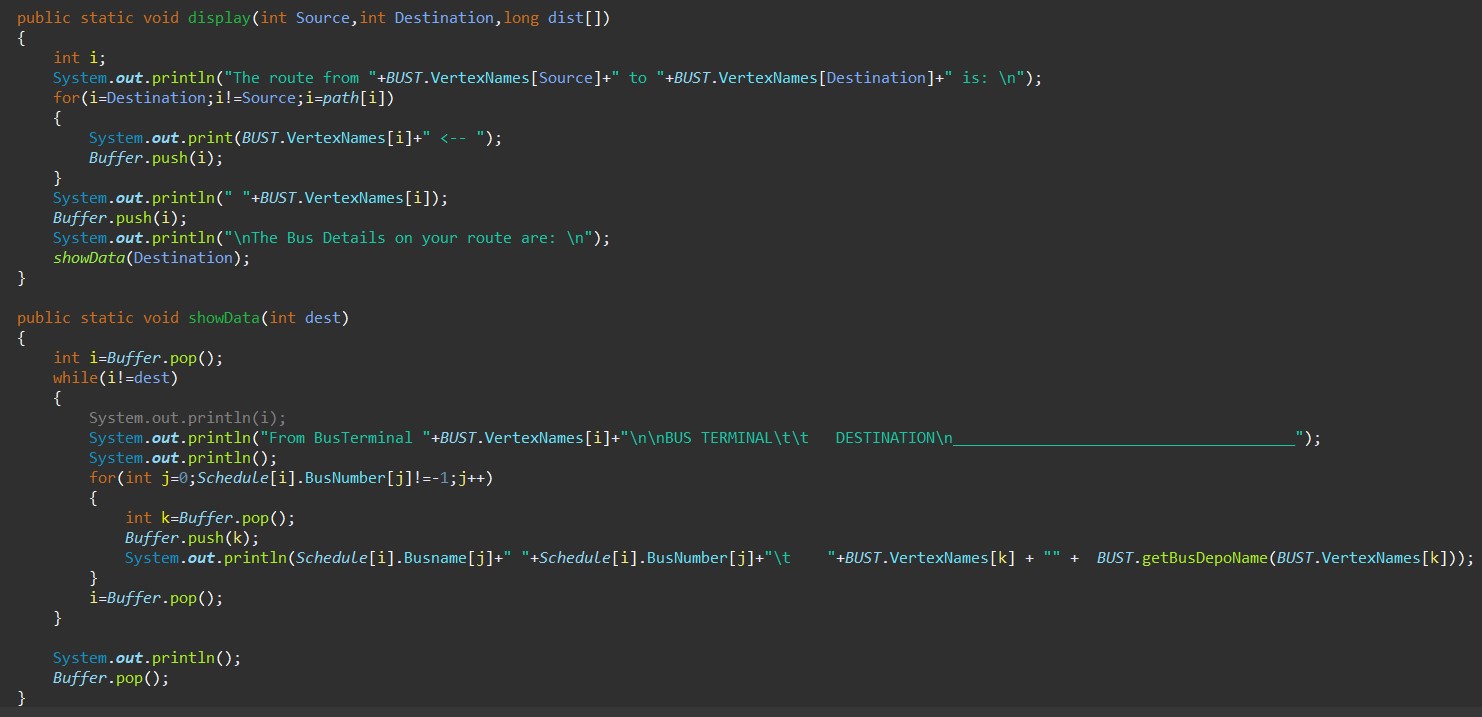 public static void display(int Source,int Destination,long dist[])
{
    int i;
    System.out.println("The route from "+BUST.VertexNames[Source]+" to "+BUST.VertexNames[Destination]+" is: \n");
    for(i=Destination;i!=Source;i=path[i])
    {
        System.out.print(BUST.VertexNames[i]+" <-- ");
        Buffer.push(i);
    }
    System.out.println(" "+BUST.VertexNames[i]);
    Buffer.push(i);
    System.out.println("\nThe Bus Details on your route are: \n");
    showData(Destination);
}

public static void showData(int dest)
{
    int i=Buffer.pop();
    while(i!=dest)
    {
        System.out.println(i);
        System.out.println("From BusTerminal "+BUST.VertexNames[i]+"\n\nBUS TERMINAL\t\t   DESTINATION\n______________________________________");
        System.out.println();
        for(int j=0;Schedule[i].BusNumber[j]!=-1;j++)
        {
            int k=Buffer.pop();
            Buffer.push(k);
            System.out.println(Schedule[i].Busname[j]+" "+Schedule[i].BusNumber[j]+"\t    "+BUST.VertexNames[k] + "" +  BUST.getBusDepoName(BUST.VertexNames[k]));
        }
        i=Buffer.pop();
    }

    System.out.println();
    Buffer.pop();
}